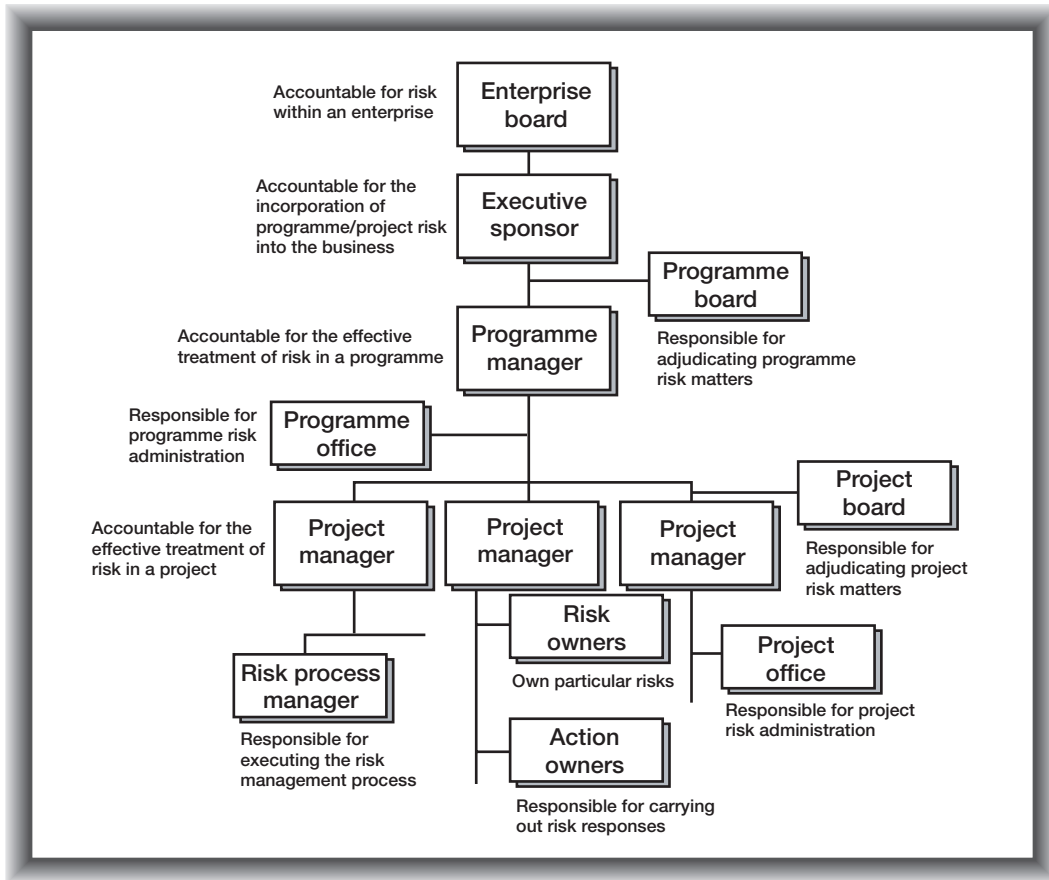 Accountable for risk
within an enterprise
Enterprise
board
Accountable for the
incorporation of
programme/project risk
into the business
Executive
sponsor
Programme
board
Responsible for
adjudicating programme
risk matters
Accountable for the effective
treatment of risk in a programme
Programme
manager
Responsible for
programme risk
administration
Programme
office
Project
board
Responsible for
adjudicating project
risk matters
Accountable for the
effective treatment of
risk in a project
Project
manager
Project
manager
Project
manager
Risk process
manager
Responsible for
executing the risk
management process
Risk
owners
Own particular risks
Action
owners
Responsible for carrying
out risk responses
Project
office
Responsible for project
risk administration